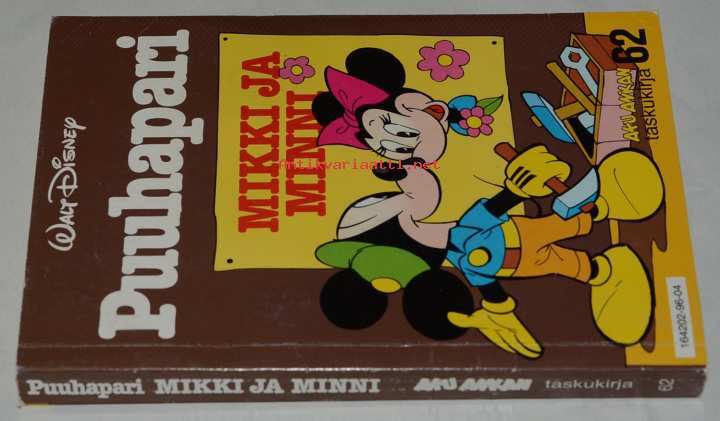 WALT DISNEY
Puuhapari
MIKKI JA
MINNI
antikvariaatti.net
AKU ANKAN
taskukirja 62
164202-96-04
Puuhapari MIKKI JA MINNI AKU ANKAN taskukirja 62